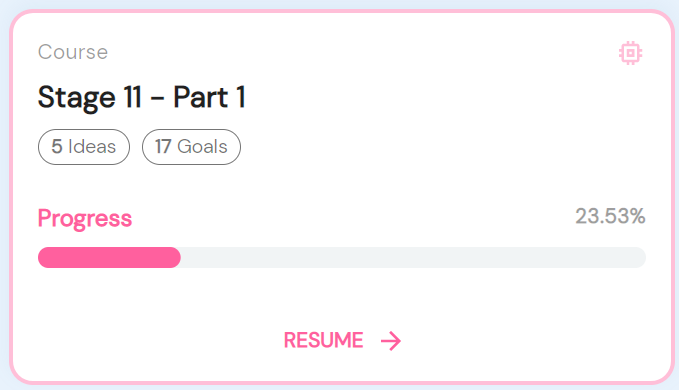 Course
Stage 11 - Part 1
5 Ideas 17 Goals
Progress 23.53%
RESUME →